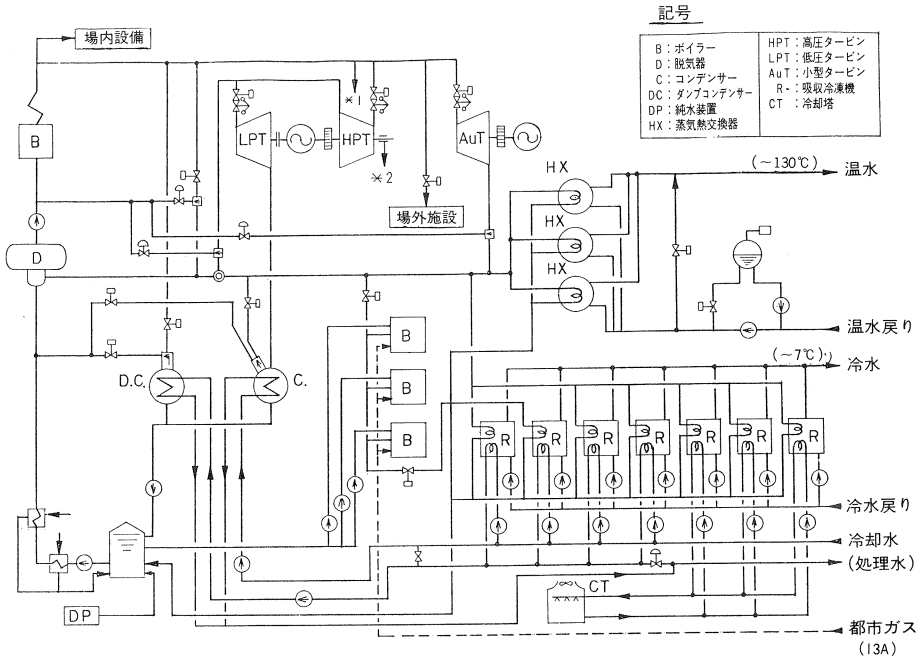 記号
B：ボイラー
D：脱気器
C：コンデンサー
DC：ダンプコンデンサー
DP：純水装置
HX：蒸気熱交換器
HPT：高圧タービン
LPT：低圧タービン
AuT：小型タービン
R-：吸収冷凍機
CT：冷却塔
場内設備
B
LPT
HPT
AuT
＊1
＊2
場外施設
D
HX
HX
HX
(～130℃)
温水
温水戻り
(～7℃)
冷水
D.C.
C.
B
B
B
R
R
R
R
R
R
R
冷水戻り
冷却水
(処理水)
CT
DP
都市ガス
(13A)